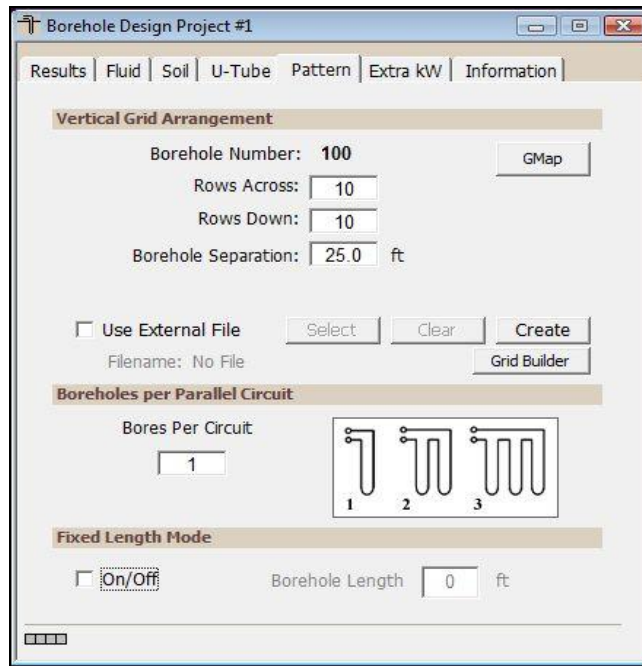 Borehole Design Project #1
Results Fluid Soil U-Tube Pattern Extra kW Information
Vertical Grid Arrangement
Borehole Number: 100 GMap
Rows Across: 10
Rows Down: 10
Borehole Separation: 25.0 ft
Use External File Select Clear Create
Filename: No File Grid Builder
Boreholes per Parallel Circuit
Bores Per Circuit
1
1 2 3
Fixed Length Mode
On/Off Borehole Length 0 ft